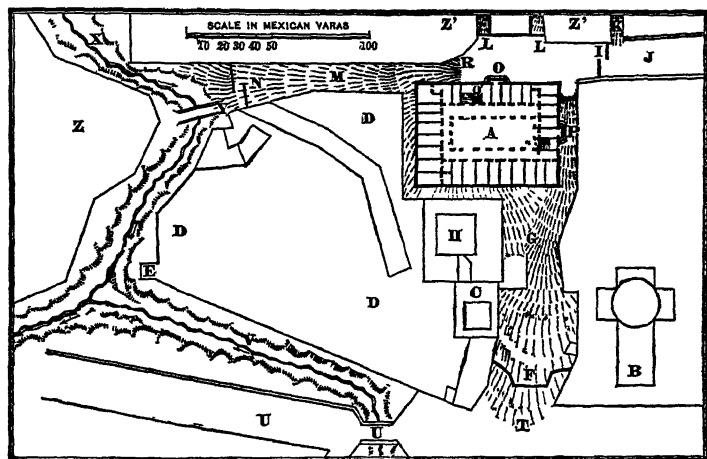 SCALE IN MEXICAN VARAS
10 20 30 40 50 100
Z' Z'
X L L
I J
R O
N M
Z D A P
D H G
E D C
F B
U U T